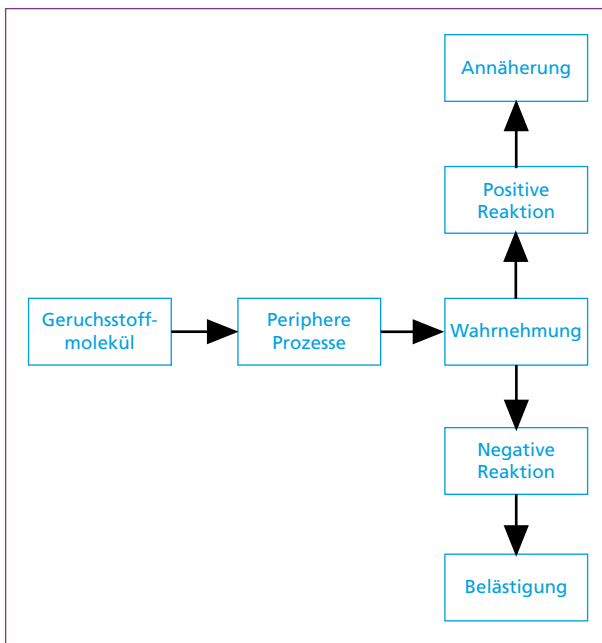 Annäherung
Positive
Reaktion
Geruchsstoff-
molekül
Periphere
Prozesse
Wahrnehmung
Negative
Reaktion
Belästigung